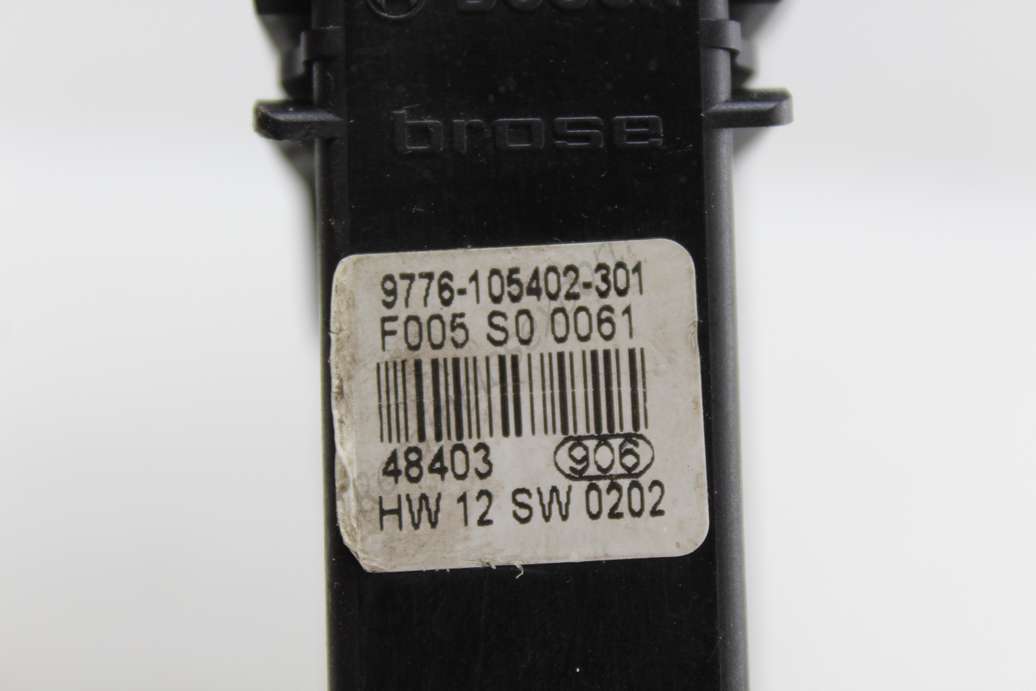 brose
9776-105402-301
F005 S0 0061
48403 906
HW 12 SW 0202